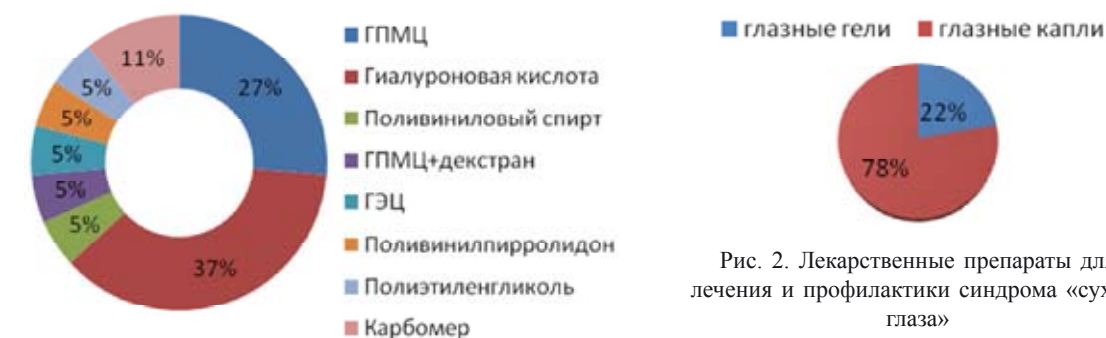 11%
27%
5%
5%
5%
5%
5%
37%
ГПМЦ
Гиалуроновая кислота
Поливиниловый спирт
ГПМЦ+декстран
ГЭЦ
Поливинилпирролидон
Полиэтиленгликоль
Карбомер
глазные гели глазные капли
22%
78%
Рис. 2. Лекарственные препараты
лечения и профилактики синдрома
глаза»